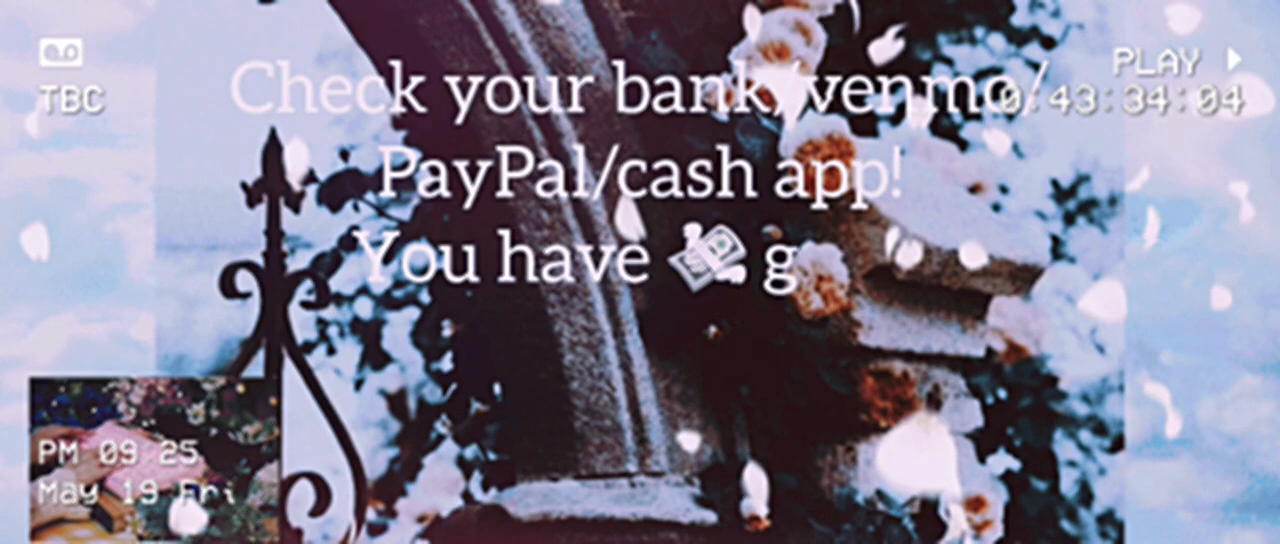 TBC
PLAY
0:43:34:04
Check your bank/venmo/
PayPal/cash app!
You have 💸 g
PM 09 25
May 19 Fri